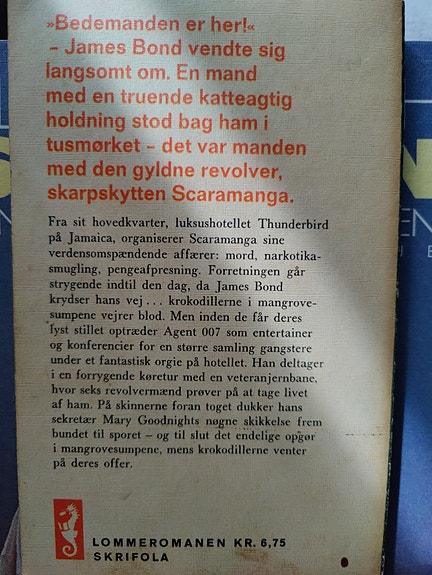 »Bedemanden er her!«
– James Bond vendte sig
langsomt om. En mand
med en truende katteagtig
holdning stod bag ham i
tusmørket – det var manden
med den gyldne revolver,
skarpskytten Scaramanga.
Fra sit hovedkvarter, luksushotellet Thunderbird
på Jamaica, organiserer Scaramanga sine
verdensomspændende affærer: mord, narkotika-
smugling, pengeafpresning. Forretningen går
strygende indtil den dag, da James Bond
krydser hans vej . . . krokodillerne i mangrove-
sumpene vejrer blod. Men inden de får deres
lyst stillet optræder Agent 007 som entertainer
og konferencier for en større samling gangstere
under et fantastisk orgie på hotellet. Han deltager
i en forrygende køretur med en veteranjernbane,
hvor seks revolvermænd prøver på at tage livet
af ham. På skinnerne foran toget dukker hans
sekretær Mary Goodnights nøgne skikkelse frem
bundet til sporet – og til slut det endelige opgør
i mangrovesumpene, mens krokodillerne venter
på deres offer.
LOMMEROMANEN KR. 6,75
SKRIFOLA